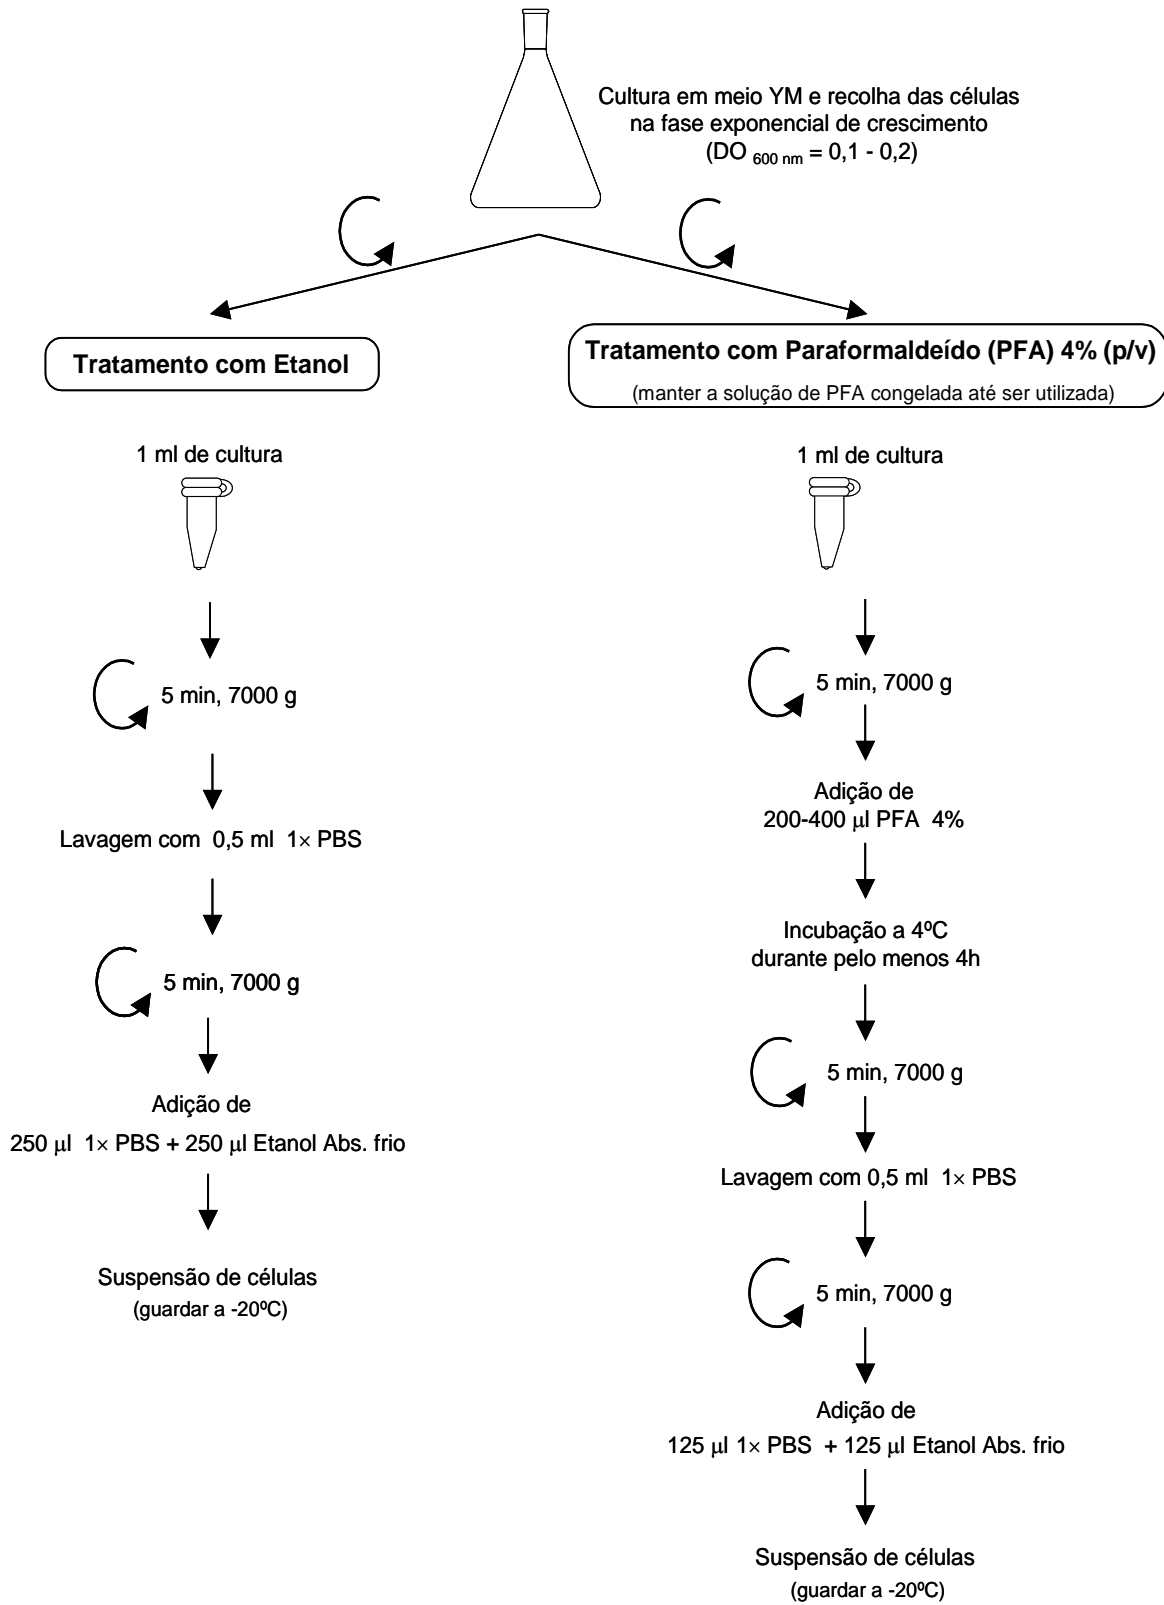 Cultura em meio YM e recolha das células
na fase exponencial de crescimento
(DO 600 nm = 0,1 - 0,2)
Tratamento com Etanol
1 ml de cultura
5 min, 7000 g
Lavagem com 0,5 ml 1× PBS
5 min, 7000 g
Adição de
250 µl 1× PBS + 250 µl Etanol Abs. frio
Suspensão de células
(guardar a -20ºC)
Tratamento com Paraformaldeído (PFA) 4% (p/v)
(manter a solução de PFA congelada até ser utilizada)
1 ml de cultura
5 min, 7000 g
Adição de
200-400 µl PFA 4%
Incubação a 4ºC
durante pelo menos 4h
5 min, 7000 g
Lavagem com 0,5 ml 1× PBS
5 min, 7000 g
Adição de
125 µl 1× PBS + 125 µl Etanol Abs. frio
Suspensão de células
(guardar a -20ºC)